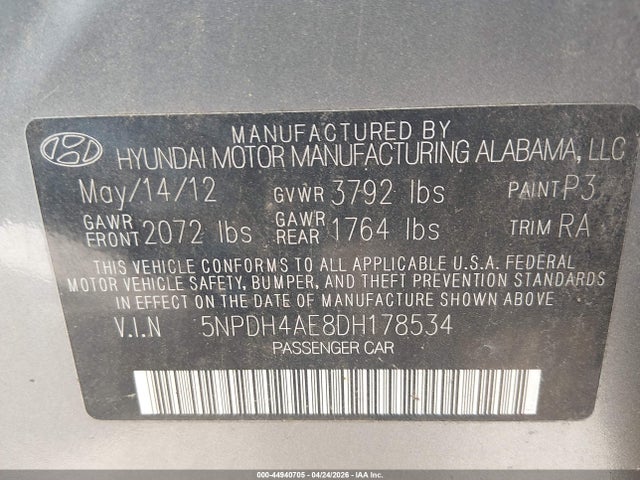 MANUFACTURED BY
HYUNDAI MOTOR MANUFACTURING ALABAMA, LLC
May/14/12 GVWR 3792 lbs PAINT P3
GAWR FRONT 2072 lbs GAWR REAR 1764 lbs TRIM RA
THIS VEHICLE CONFORMS TO ALL APPLICABLE U.S.A. FEDERAL
MOTOR VEHICLE SAFETY, BUMPER, AND THEFT PREVENTION STANDARDS
IN EFFECT ON THE DATE OF MANUFACTURE SHOWN ABOVE
V.I.N 5NPDH4AE8DH178534
PASSENGER CAR
000-44940705 - 04/24/2026 - IAA, Inc.